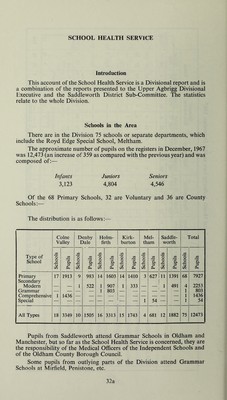 SCHOOL HEALTH SERVICE
Introduction
This account of the School Health Service is a Divisional report and is
a combination of the reports presented to the Upper Agbrigg Divisional
Executive and the Saddleworth District Sub-Committee. The statistics
relate to the whole Division.
Schools in the Area
There are in the Division 75 schools or separate departments, which
include the Royd Edge Special School, Meltham.
The approximate number of pupils on the registers in December, 1967
was 12,473 (an increase of 359 as compared with the previous year) and was
composed of:—
Infants Juniors Seniors
3,123 4,804 4,546
Of the 68 Primary Schools, 32 are Voluntary and 36 are County
Schools:—
The distribution is as follows:—
Colne Valley Denby Dale Holmfirth Kirkburton Meltham Saddleworth Total
Type of School Schools Pupils Schools Pupils Schools Pupils Schools Pupils Schools Pupils Schools Pupils Schools Pupils
Primary 17 1913 9 983 14 1603 14 1410 3 627 11 1391 68 7927
Secondary
Modern — — 1 522 1 907 1 333 — — 1 491 4 2253
Grammar — — — — 1 803 — — — — — — 1 803
Comprehensive 1 1436 — — — — — — — — — — 1 1436
Special — — — — — — — — 1 54 — — 1 54
All Types 18 3349 10 1505 16 3313 15 1743 4 681 12 1882 75 12473
Pupils from Saddleworth attend Grammar Schools in Oldham and
Manchester, but so far as the School Health Service is concerned, they are
the responsibility of the Medical Officers of the Independent Schools and
of the Oldham County Borough Council.
Some pupils from outlying parts of the Division attend Grammar
Schools at Mirfield, Penistone, etc.